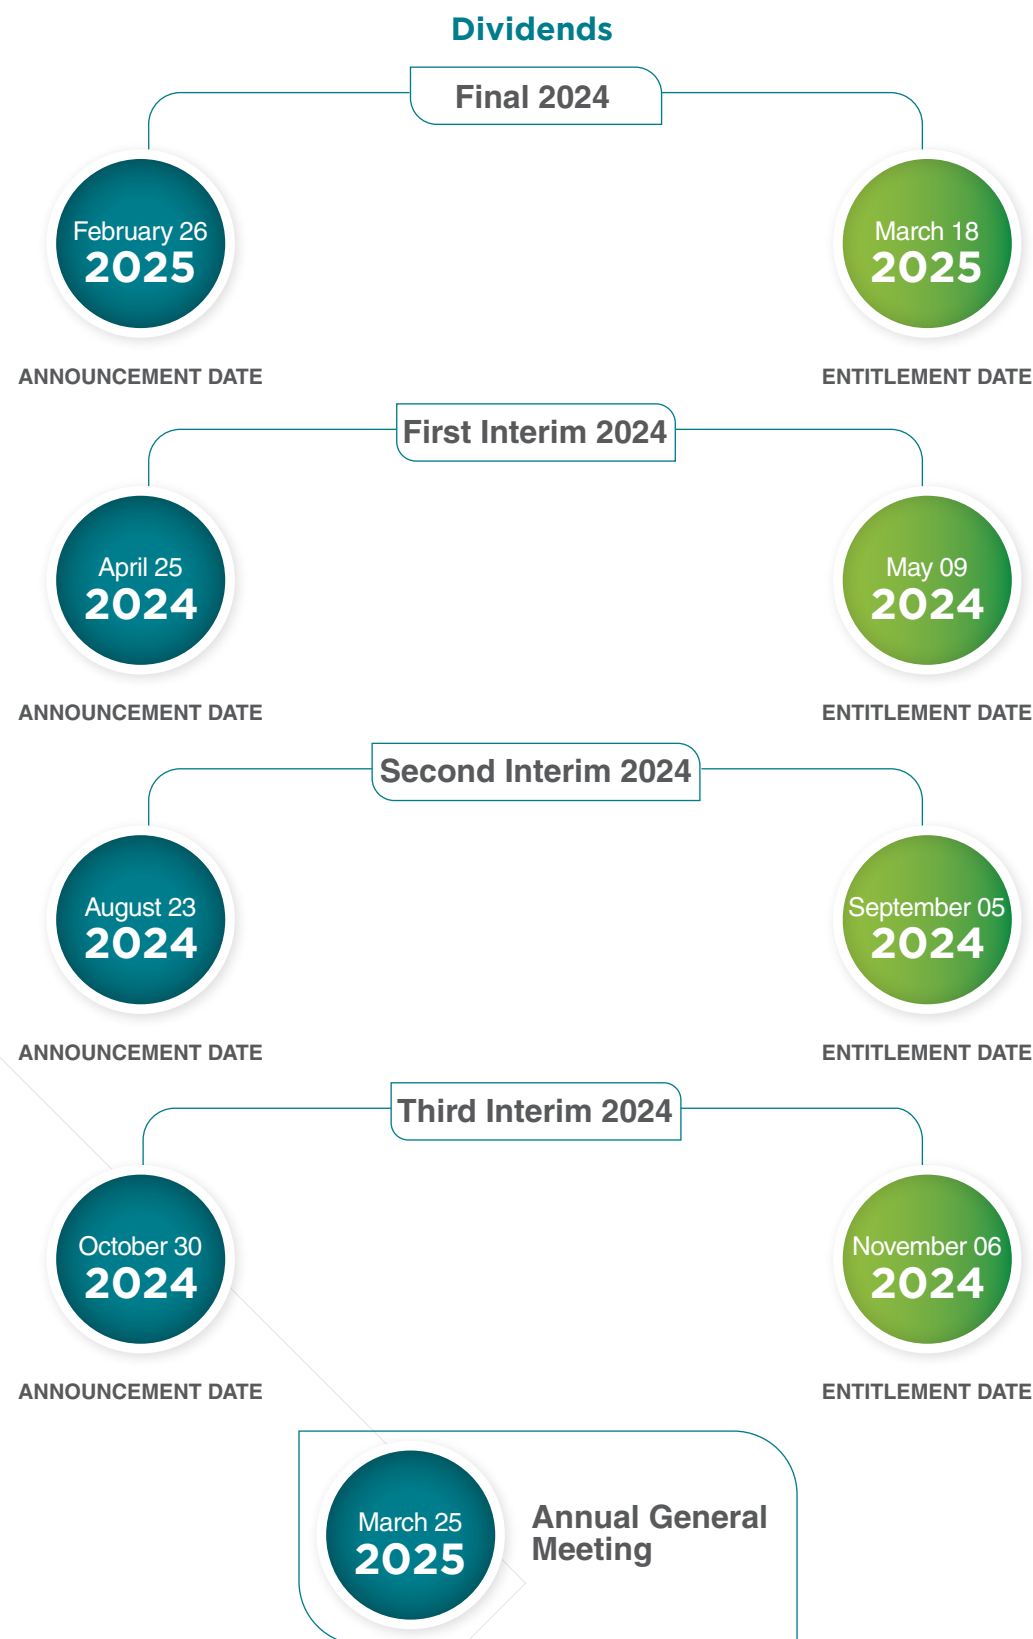 Dividends
Final 2024
February 26
2025
March 18
2025
ANNOUNCEMENT DATE
ENTITLEMENT DATE
First Interim 2024
April 25
2024
May 09
2024
ANNOUNCEMENT DATE
ENTITLEMENT DATE
Second Interim 2024
August 23
2024
September 05
2024
ANNOUNCEMENT DATE
ENTITLEMENT DATE
Third Interim 2024
October 30
2024
November 06
2024
ANNOUNCEMENT DATE
ENTITLEMENT DATE
March 25
2025
Annual General
Meeting